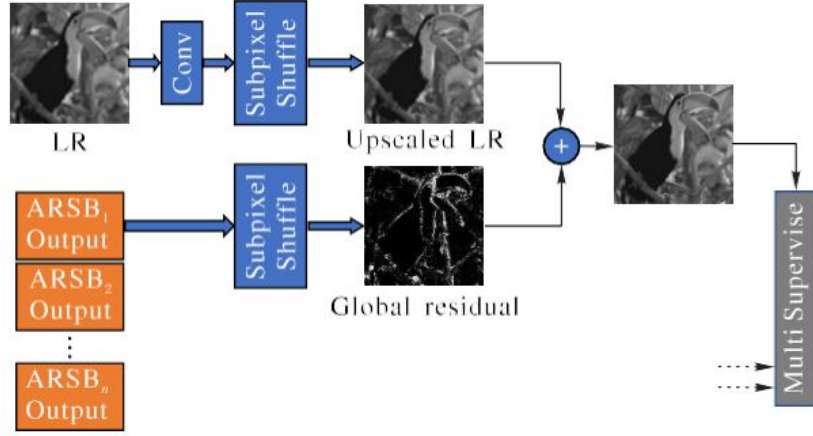 LR
Conv
Subpixel
Shuffle
Upscaled LR
+
ARSB1
Output
Subpixel
Shuffle
Global residual
ARSB2
Output
ARSBn
Output
Multi Supervise